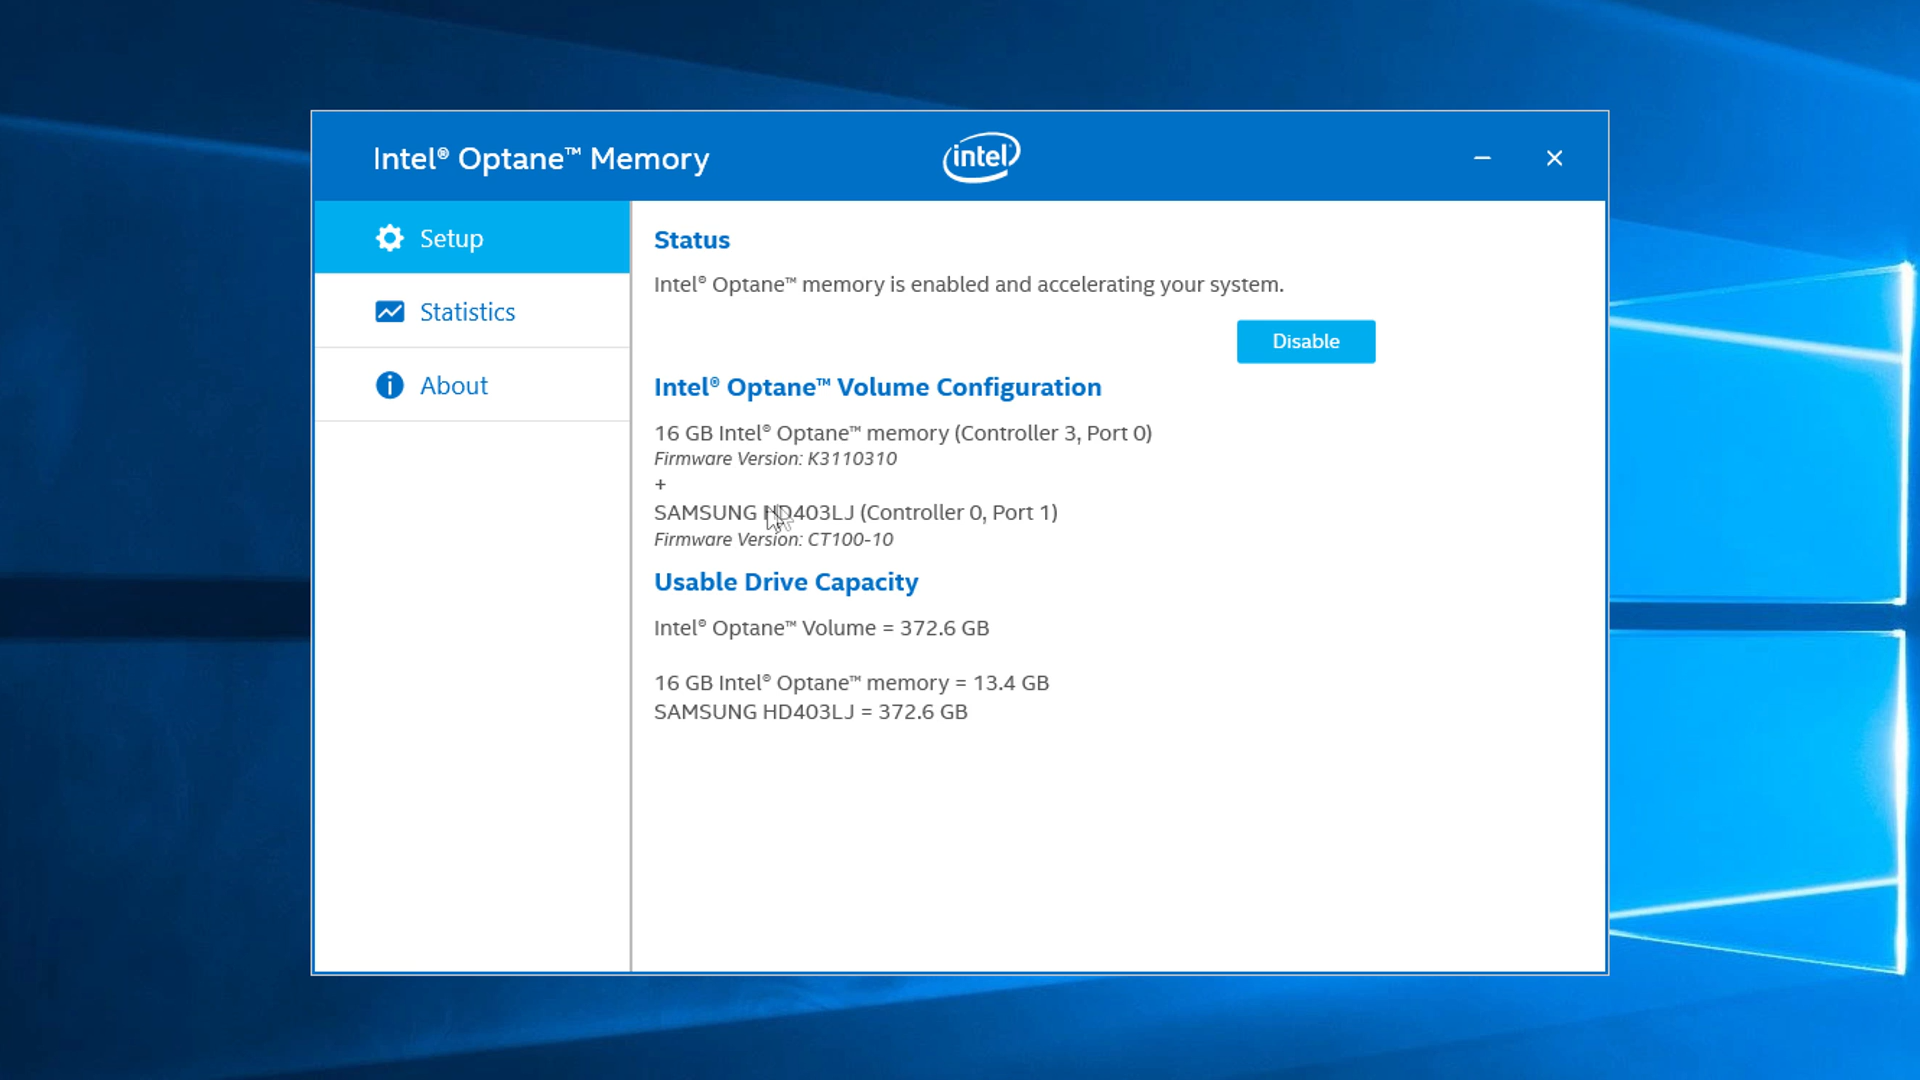 Intel® Optane™ Memory
intel
Setup
Statistics
About
Status
Intel® Optane™ memory is enabled and accelerating your system.
Disable
Intel® Optane™ Volume Configuration
16 GB Intel® Optane™ memory (Controller 3, Port 0)
Firmware Version: K3110310
+
SAMSUNG HD403LJ (Controller 0, Port 1)
Firmware Version: CT100-10
Usable Drive Capacity
Intel® Optane™ Volume = 372.6 GB
16 GB Intel® Optane™ memory = 13.4 GB
SAMSUNG HD403LJ = 372.6 GB